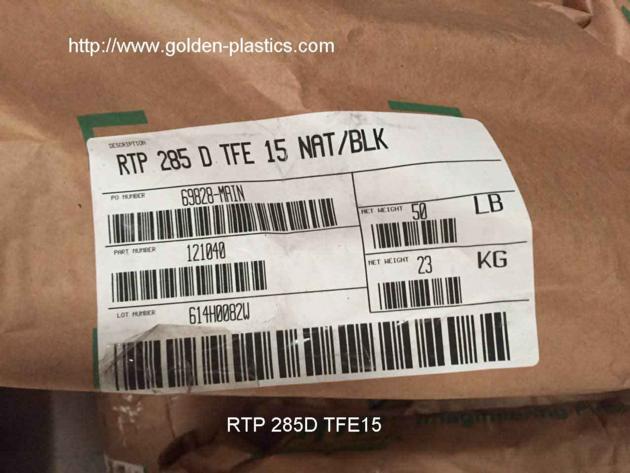 http://www.golden-plastics.com
DESCRIPTION
RTP 285 D TFE 15 NAT/BLK
PO NUMBER 69828-MAIN
NET WEIGHT 50 LB
PART NUMBER 121040
NET WEIGHT 23 KG
LOT NUMBER 614H0082W
RTP 285D TFE15